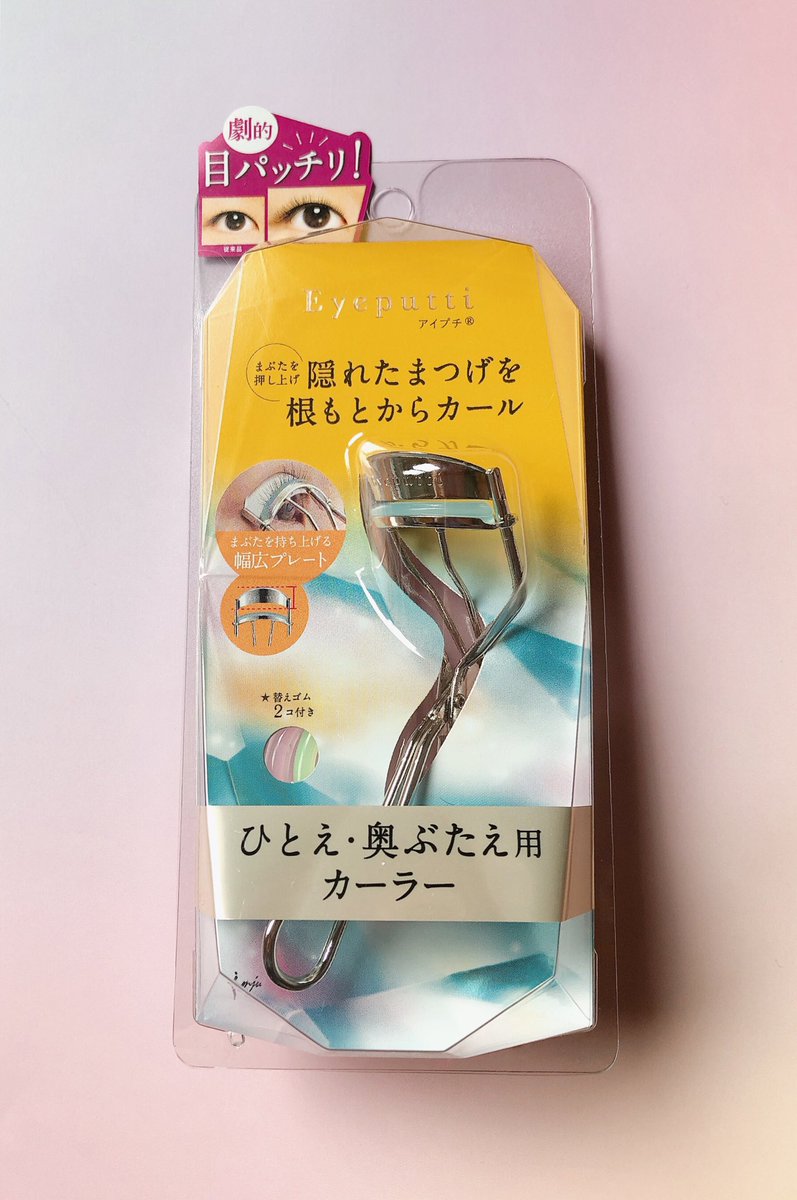 劇的
目パッチリ!
従来品
Eyeputti
アイプチ®
まぶたを
押し上げ
隠れたまつげを
根もとからカール
まぶたを持ち上げる
幅広プレート
★替えゴム
2コ付き
ひとえ・奥ぶたえ用
カーラー